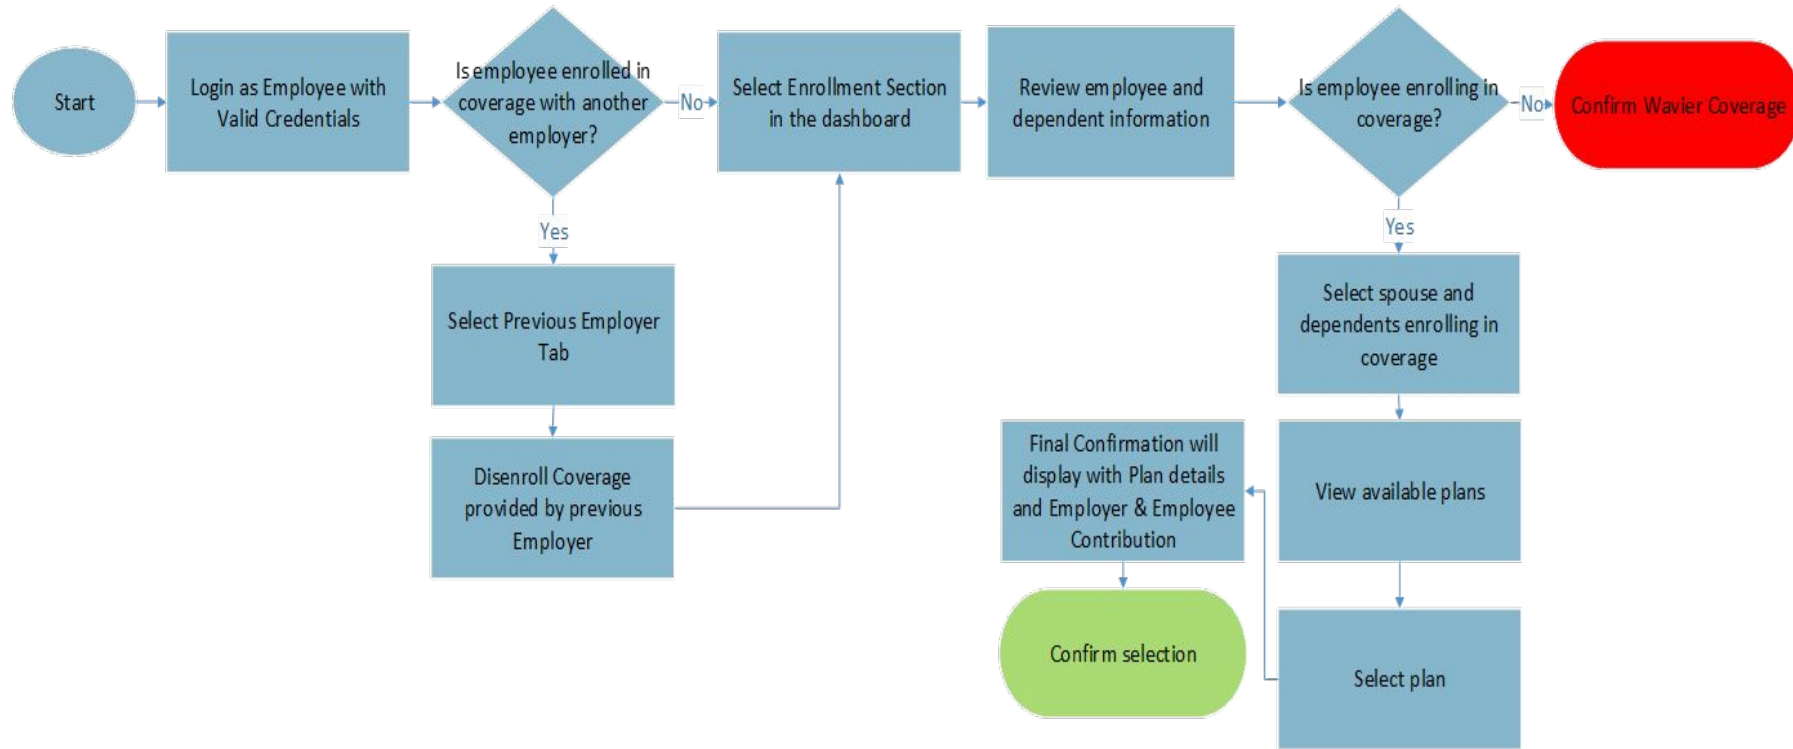 Start
Login as Employee with
Valid Credentials
Is employee enrolled in
coverage with another
employer?
No
Select Enrollment Section
in the dashboard
Review employee and
dependent information
Is employee enrolling in
coverage?
No
Confirm Wavier Coverage
Yes
Select Previous Employer
Tab
Disenroll Coverage
provided by previous
Employer
Yes
Select spouse and
dependents enrolling in
coverage
View available plans
Select plan
Final Confirmation will
display with Plan details
and Employer & Employee
Contribution
Confirm selection